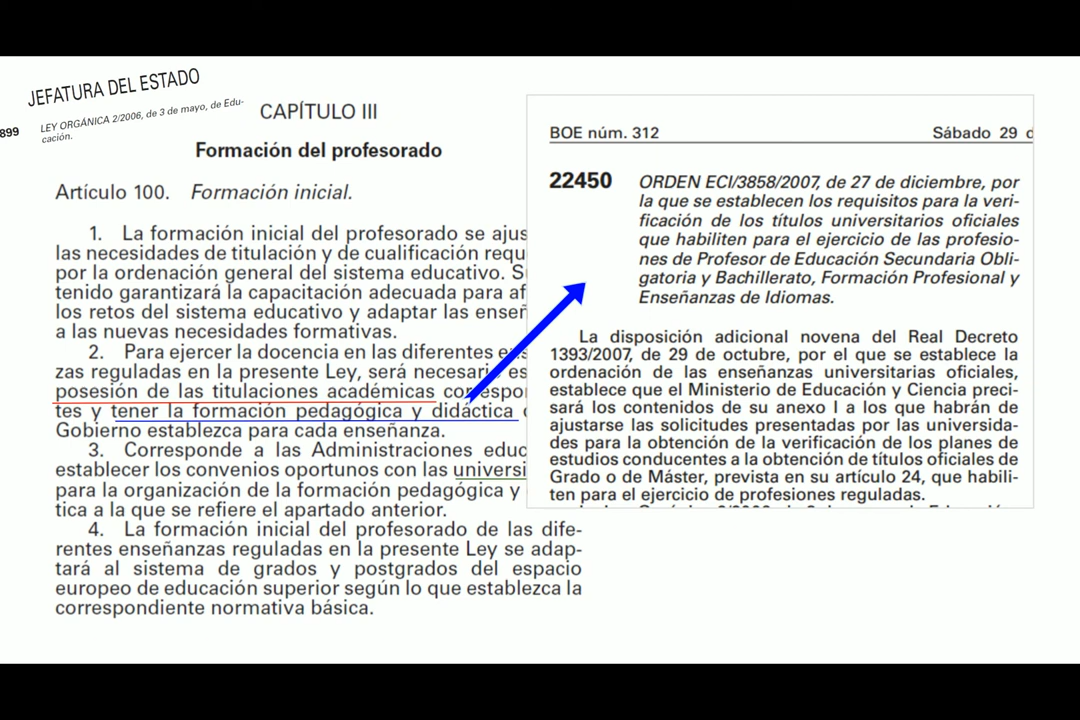 JEFATURA DEL ESTADO
899 LEY ORGÁNICA 2/2006, de 3 de mayo, de Edu-
cación.
CAPÍTULO III
Formación del profesorado
Artículo 100. Formación inicial.
1. La formación inicial del profesorado se ajus
las necesidades de titulación y de cualificación requ
por la ordenación general del sistema educativo. S
tenido garantizará la capacitación adecuada para af
los retos del sistema educativo y adaptar las enseñ
a las nuevas necesidades formativas.
2. Para ejercer la docencia en las diferentes
zas reguladas en la presente Ley, será necesario es
posesión de las titulaciones académicas
tes y tener la formación pedagógica y didáctica
Gobierno establezca para cada enseñanza.
3. Corresponde a las Administraciones educ
establecer los convenios oportunos con las universi
para la organización de la formación pedagógica y
tica a la que se refiere el apartado anterior.
4. La formación inicial del profesorado de las dife-
rentes enseñanzas reguladas en la presente Ley se adap-
tará al sistema de grados y postgrados del espacio
europeo de educación superior según lo que establezca la
correspondiente normativa básica.
BOE núm. 312 Sábado 29 d
22450 ORDEN ECI/3858/2007, de 27 de diciembre, por
la que se establecen los requisitos para la veri-
ficación de los títulos universitarios oficiales
que habiliten para el ejercicio de las profesio-
nes de Profesor de Educación Secundaria Obli-
gatoria y Bachillerato, Formación Profesional y
Enseñanzas de Idiomas.
La disposición adicional novena del Real Decreto
1393/2007, de 29 de octubre, por el que se establece la
ordenación de las enseñanzas universitarias oficiales,
establece que el Ministerio de Educación y Ciencia preci-
sará los contenidos de su anexo I a los que habrán de
ajustarse las solicitudes presentadas por las universida-
des para la obtención de la verificación de los planes de
estudios conducentes a la obtención de títulos oficiales de
Grado o de Máster, prevista en su artículo 24, que habili-
ten para el ejercicio de profesiones reguladas.